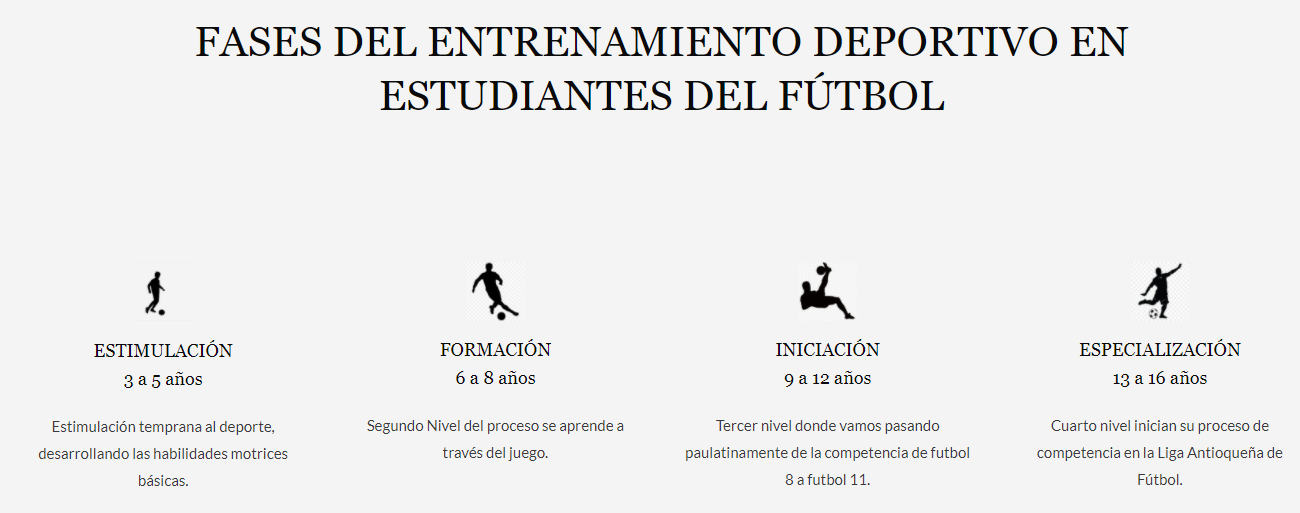 FASES DEL ENTRENAMIENTO DEPORTIVO EN
ESTUDIANTES DEL FÚTBOL
ESTIMULACIÓN
3 a 5 años
Estimulación temprana al deporte,
desarrollando las habilidades motrices
básicas.
FORMACIÓN
6 a 8 años
Segundo Nivel del proceso se aprende a
través del juego.
INICIACIÓN
9 a 12 años
Tercer nivel donde vamos pasando
paulatinamente de la competencia de futbol
8 a futbol 11.
ESPECIALIZACIÓN
13 a 16 años
Cuarto nivel inician su proceso de
competencia en la Liga Antioqueña de
Fútbol.